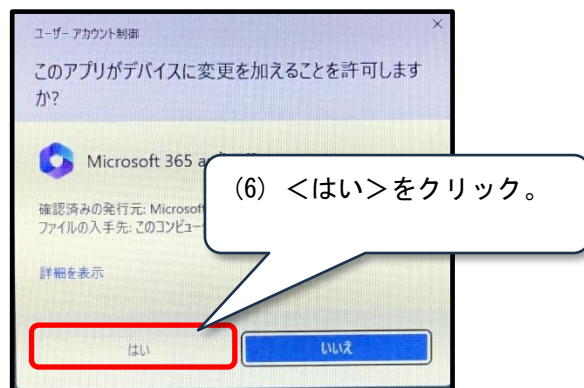 ユーザー アカウント制御
このアプリがデバイスに変更を加えることを許可します
か?
Microsoft 365 a
(6) <はい>をクリック。
確認済みの発行元: Microsoft
ファイルの入手先: このコンピュー
詳細を表示
はい
いいえ